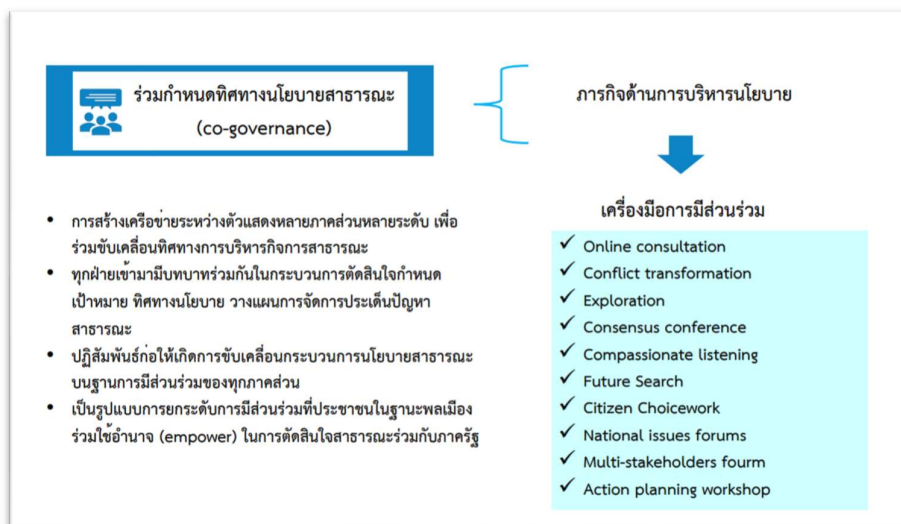 ร่วมกำหนดทิศทางนโยบายสาธารณะ
(co-governance)
ภารกิจด้านการบริหารนโยบาย
• การสร้างเครือข่ายระหว่างตัวแสดงหลายภาคส่วนหลายระดับ เพื่อ
ร่วมขับเคลื่อนทิศทางการบริหารกิจการสาธารณะ
• ทุกฝ่ายเข้ามามีบทบาทร่วมกันในกระบวนการตัดสินใจกำหนด
เป้าหมาย ทิศทางนโยบาย วางแผนการจัดการประเด็นปัญหา
สาธารณะ
• ปฏิสัมพันธ์ก่อให้เกิดการขับเคลื่อนกระบวนการนโยบายสาธารณะ
บนฐานการมีส่วนร่วมของทุกภาคส่วน
• เป็นรูปแบบการยกระดับการมีส่วนร่วมที่ประชาชนในฐานะพลเมือง
ร่วมใช้อำนาจ (empower) ในการตัดสินใจสาธารณะร่วมกับภาครัฐ
เครื่องมือการมีส่วนร่วม
✓ Online consultation
✓ Conflict transformation
✓ Exploration
✓ Consensus conference
✓ Compassionate listening
✓ Future Search
✓ Citizen Choicework
✓ National issues forums
✓ Multi-stakeholders fourm
✓ Action planning workshop